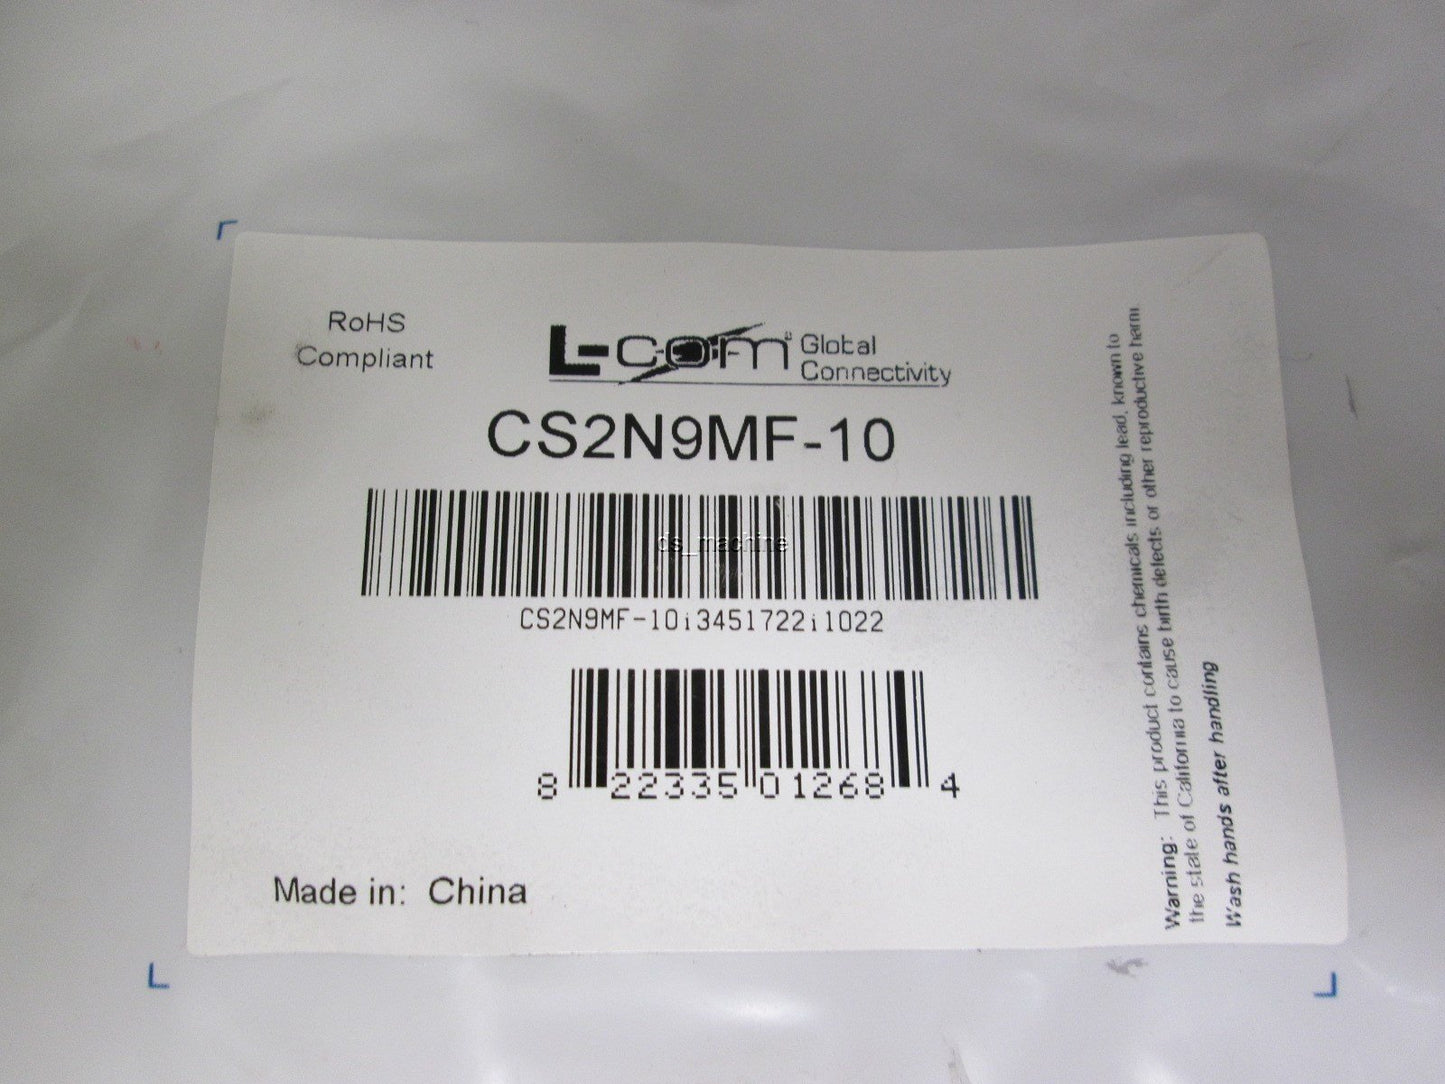 RoHS
Compliant
L-com® Global
Connectivity
CS2N9MF-10
ds_machine
CS2N9MF-10i3451722i1022
8 22335 01268 4
Made in: China
Warning: This product contains chemicals including lead, known to
the state of California to cause birth defects or other reproductive harm
Wash hands after handling